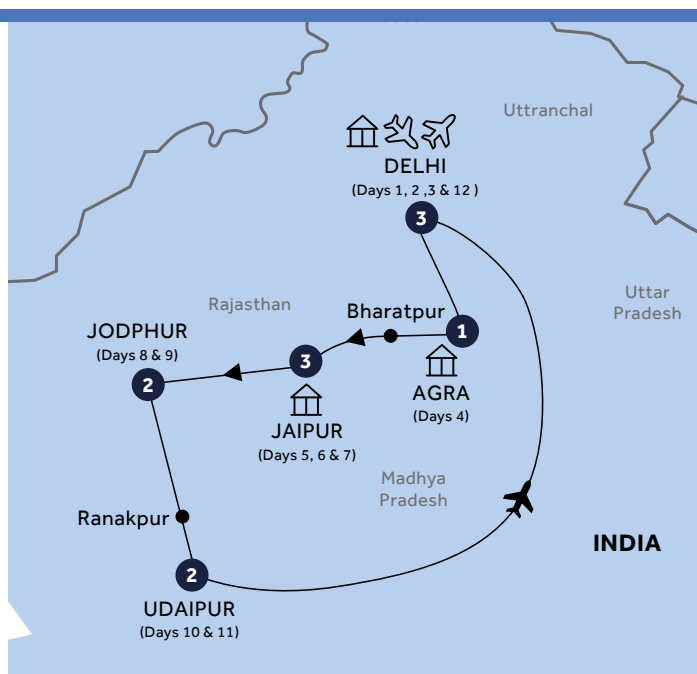 Uttranchal
DELHI
(Days 1, 2 ,3 & 12 )
3
Rajasthan
Bharatpur
Uttar
Pradesh
JODPHUR
(Days 8 & 9)
1
3
2
AGRA
(Days 4)
JAIPUR
(Days 5, 6 & 7)
Madhya
Pradesh
Ranakpur
INDIA
2
UDAIPUR
(Days 10 & 11)